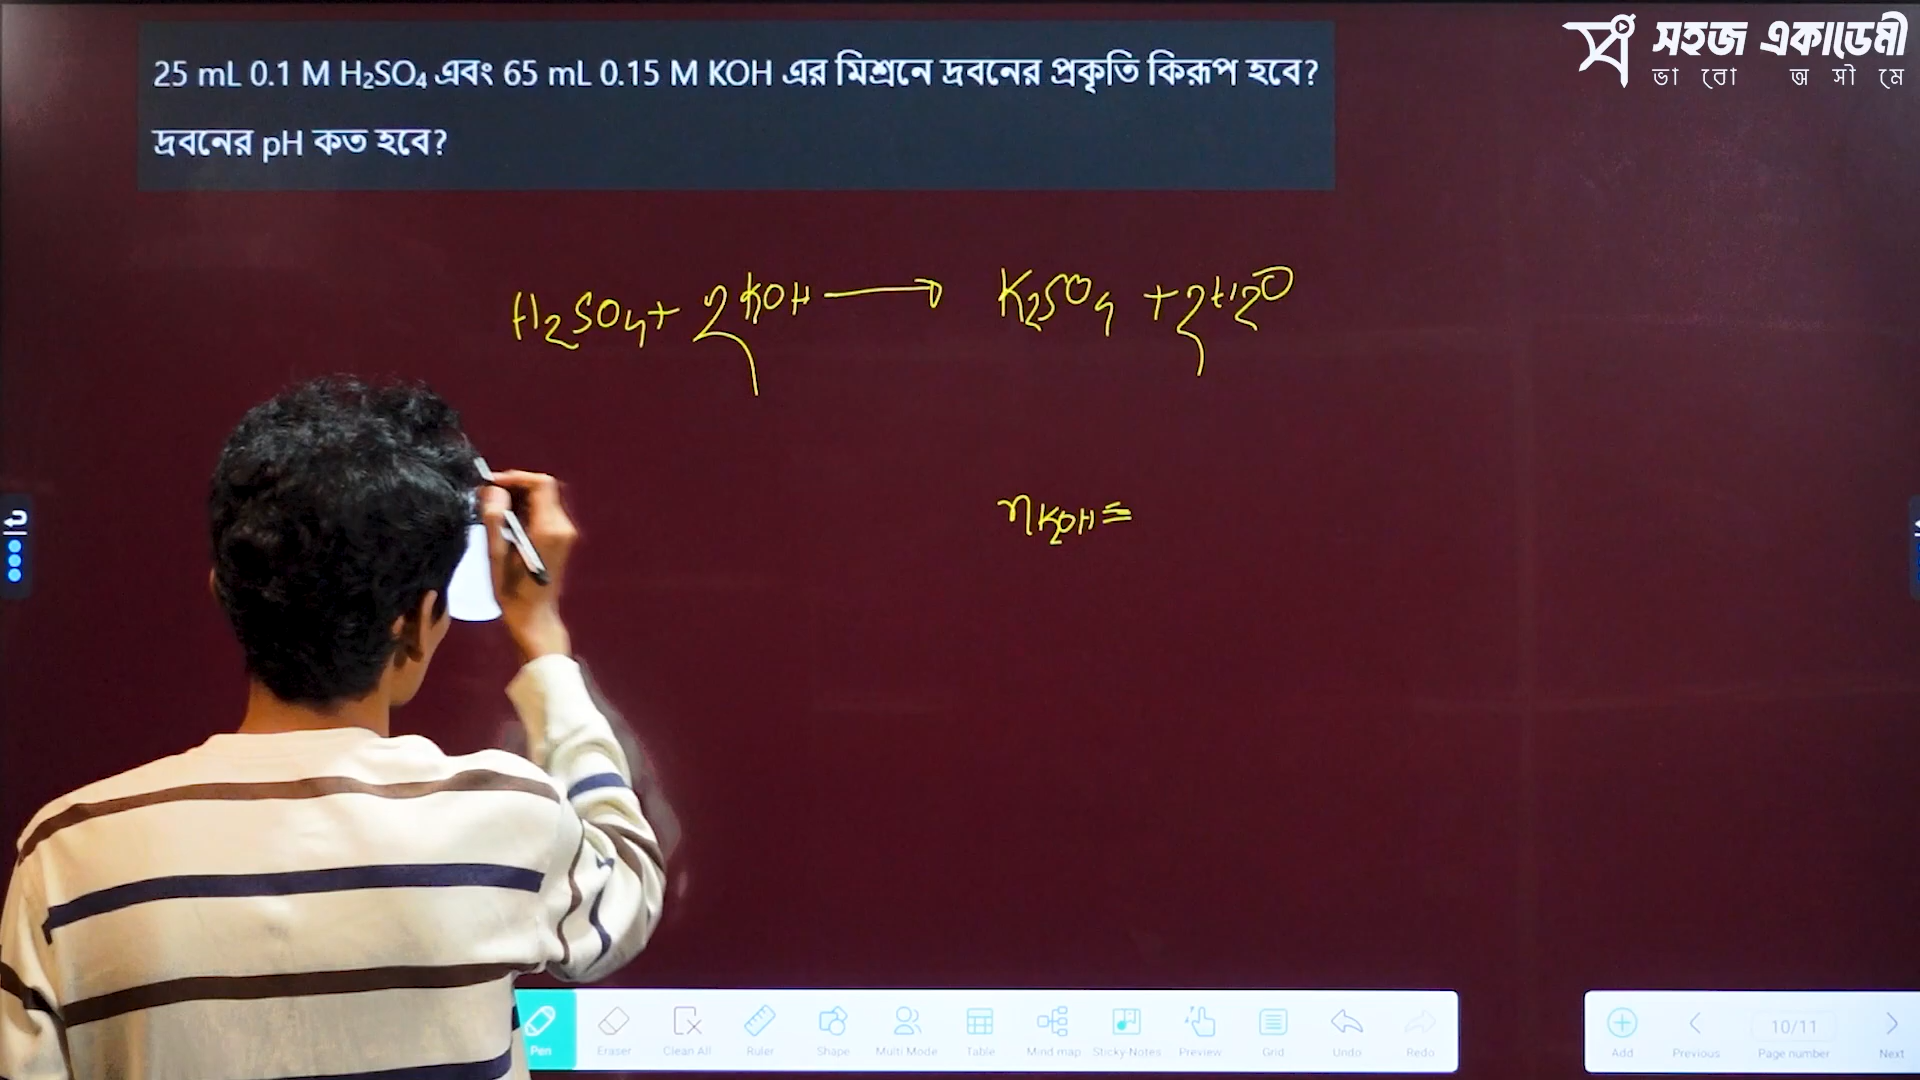 সহজ একাডেমী
ভাবো অসীমে
25 mL 0.1 M H₂SO₄ এবং 65 mL 0.15 M KOH এর মিশ্রনে দ্রবনের প্রকৃতি কিরূপ হবে?
দ্রবনের pH কত হবে?
H₂SO₄ + 2KOH ⟶ K₂SO₄ + 2H₂O
nKOH =
Pen Eraser Clean All Ruler Shape Multi Mode Table Mind map Sticky Notes Preview Grid Undo Redo
Add Previous 10/11 Page number Next